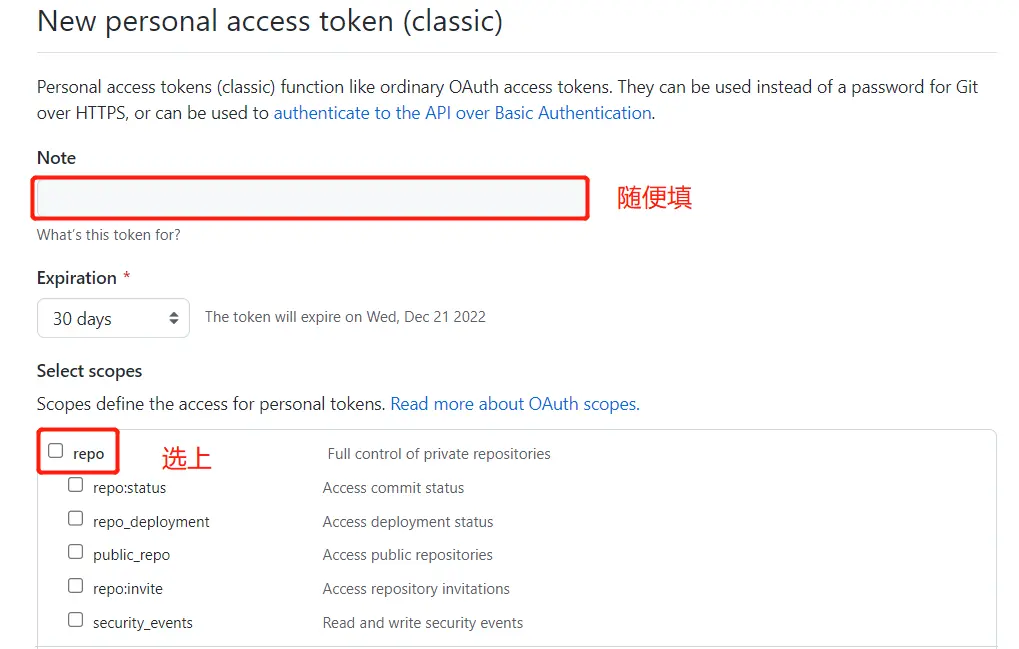 New personal access token (classic)
Personal access tokens (classic) function like ordinary OAuth access tokens. They can be used instead of a password for Git
over HTTPS, or can be used to authenticate to the API over Basic Authentication.
Note
随便填
What's this token for?
Expiration *
30 days The token will expire on Wed, Dec 21 2022
Select scopes
Scopes define the access for personal tokens. Read more about OAuth scopes.
repo 选上 Full control of private repositories
repo:status Access commit status
repo_deployment Access deployment status
public_repo Access public repositories
repo:invite Access repository invitations
security_events Read and write security events